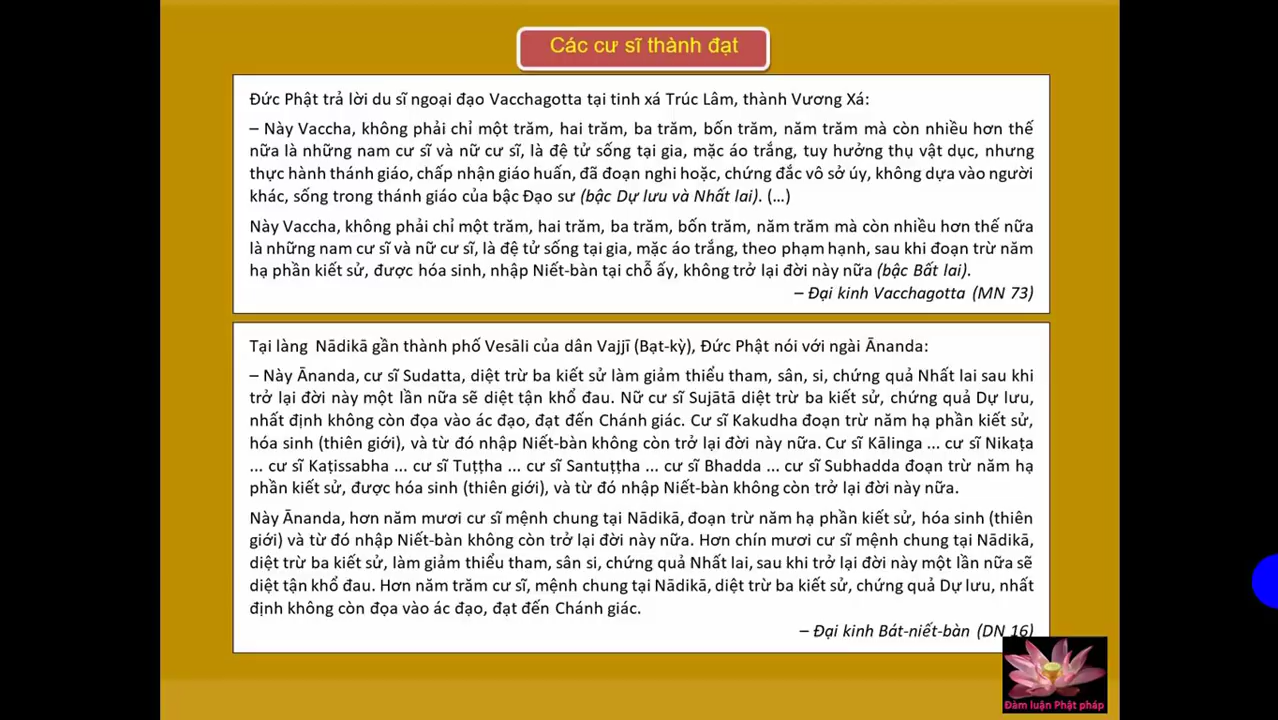 Các cư sĩ thành đạt
Đức Phật trả lời du sĩ ngoại đạo Vacchagotta tại tinh xá Trúc Lâm, thành Vương Xá:
– Này Vaccha, không phải chỉ một trăm, hai trăm, ba trăm, bốn trăm, năm trăm mà còn nhiều hơn thế
nữa là những nam cư sĩ và nữ cư sĩ, là đệ tử sống tại gia, mặc áo trắng, tuy hưởng thụ vật dục, nhưng
thực hành thánh giáo, chấp nhận giáo huấn, đã đoạn nghi hoặc, chứng đắc vô sở úy, không dựa vào người
khác, sống trong thánh giáo của bậc Đạo sư (bậc Dự lưu và Nhất lai). (...)
Này Vaccha, không phải chỉ một trăm, hai trăm, ba trăm, bốn trăm, năm trăm mà còn nhiều hơn thế nữa
là những nam cư sĩ và nữ cư sĩ, là đệ tử sống tại gia, mặc áo trắng, theo phạm hạnh, sau khi đoạn trừ năm
hạ phần kiết sử, được hóa sinh, nhập Niết-bàn tại chỗ ấy, không trở lại đời này nữa (bậc Bất lai).
– Đại kinh Vacchagotta (MN 73)
Tại làng Nādikā gần thành phố Vesāli của dân Vajjī (Bạt-kỳ), Đức Phật nói với ngài Ānanda:
– Này Ānanda, cư sĩ Sudatta, diệt trừ ba kiết sử làm giảm thiểu tham, sân, si, chứng quả Nhất lai sau khi
trở lại đời này một lần nữa sẽ diệt tận khổ đau. Nữ cư sĩ Sujātā diệt trừ ba kiết sử, chứng quả Dự lưu,
nhất định không còn đọa vào ác đạo, đạt đến Chánh giác. Cư sĩ Kakudha đoạn trừ năm hạ phần kiết sử,
hóa sinh (thiên giới), và từ đó nhập Niết-bàn không còn trở lại đời này nữa. Cư sĩ Kālinga ... cư sĩ Nikaṭa
... cư sĩ Kaṭissabha ... cư sĩ Tuṭṭha ... cư sĩ Santuṭṭha ... cư sĩ Bhadda ... cư sĩ Subhadda đoạn trừ năm hạ
phần kiết sử, được hóa sinh (thiên giới), và từ đó nhập Niết-bàn không còn trở lại đời này nữa.
Này Ānanda, hơn năm mươi cư sĩ mệnh chung tại Nādikā, đoạn trừ năm hạ phần kiết sử, hóa sinh (thiên
giới) và từ đó nhập Niết-bàn không còn trở lại đời này nữa. Hơn chín mươi cư sĩ mệnh chung tại Nādikā,
diệt trừ ba kiết sử, làm giảm thiểu tham, sân si, chứng quả Nhất lai, sau khi trở lại đời này một lần nữa sẽ
diệt tận khổ đau. Hơn năm trăm cư sĩ, mệnh chung tại Nādikā, diệt trừ ba kiết sử, chứng quả Dự lưu, nhất
định không còn đọa vào ác đạo, đạt đến Chánh giác.
– Đại kinh Bát-niết-bàn (DN 16)
Đàm luận Phật pháp